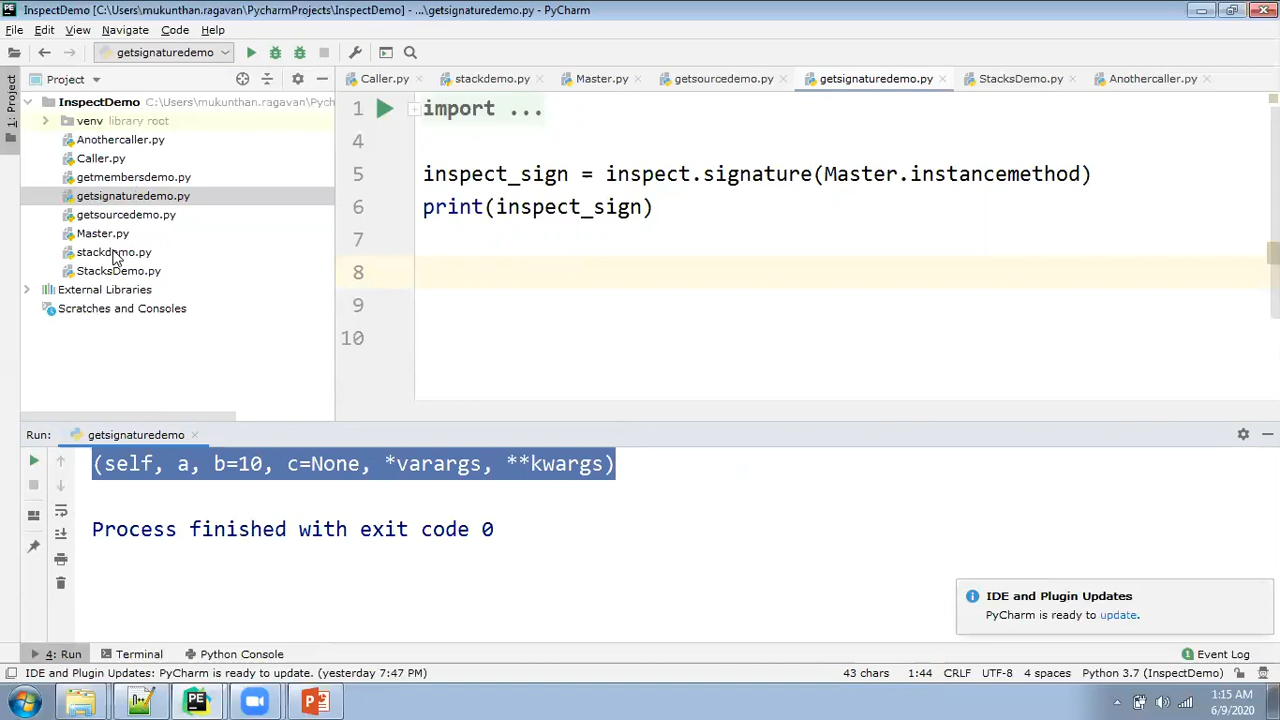 InspectDemo [C:\Users\mukunthan.ragavan\PycharmProjects\InspectDemo] - ...\getsignaturedemo.py - PyCharm
File Edit View Navigate Code Help
getsignaturedemo
1: Project
Project
Caller.py stackdemo.py Master.py getsourcedemo.py getsignaturedemo.py StacksDemo.py Anothercaller.py
InspectDemo C:\Users\mukunthan.ragavan\Pych
venv library root
Anothercaller.py
Caller.py
getmembersdemo.py
getsignaturedemo.py
getsourcedemo.py
Master.py
stackdemo.py
StacksDemo.py
External Libraries
Scratches and Consoles
1 import ...
4
5 inspect_sign = inspect.signature(Master.instancemethod)
6 print(inspect_sign)
7
8
9
10
Run: getsignaturedemo
(self, a, b=10, c=None, *varargs, **kwargs)
Process finished with exit code 0
IDE and Plugin Updates
PyCharm is ready to update.
4: Run Terminal Python Console Event Log
IDE and Plugin Updates: PyCharm is ready to update. (yesterday 7:47 PM) 43 chars 1:44 CRLF UTF-8 4 spaces Python 3.7 (InspectDemo)
1:15 AM
6/9/2020